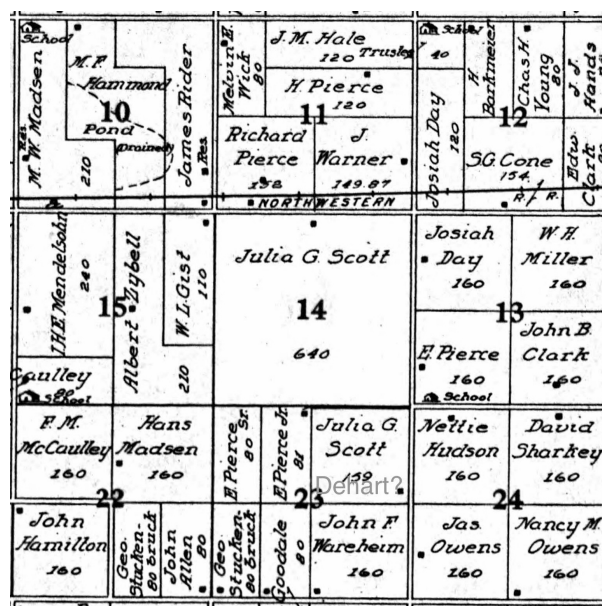 School
M.W. Madsen
Res.
M.F.
Hammond
Pond
(Drained)
210
10
James Rider
Res
Melvin E.
Wick
80
J.M. Hale
120 Trustee
H. Pierce
120
11
Richard
Pierce
152
J.
Warner
149.87
NORTHWESTERN
School
40
Josiah Day
120
H.
Barkmeier
Chas. H.
Young
80
J.J.
Hands
12
S.G. Cone
154
R.R.
Edw.
Clark
I.H.E. Mendelsohn
240
15
Albert Zybell
210
W.L. Gist
110
Caulley
80
School
Julia G. Scott
14
640
Josiah
Day
160
W.H.
Miller
160
13
E. Pierce
160
School
John B.
Clark
160
F.M.
McCaulley
160
Hans
Madsen
160
22
John
Hamilton
160
Geo.
Stucken-
80 bruck
John
Allen
80
E. Pierce Sr.
80
E. Pierce Jr.
81
Julia G.
Scott
159
Dehart?
23
Geo.
Stucken-
80 bruck
Goodale
80
John F
Wareheim
160
Nettie
Hudson
160
David
Sharkey
160
24
Jas.
Owens
160
Nancy M.
Owens
160